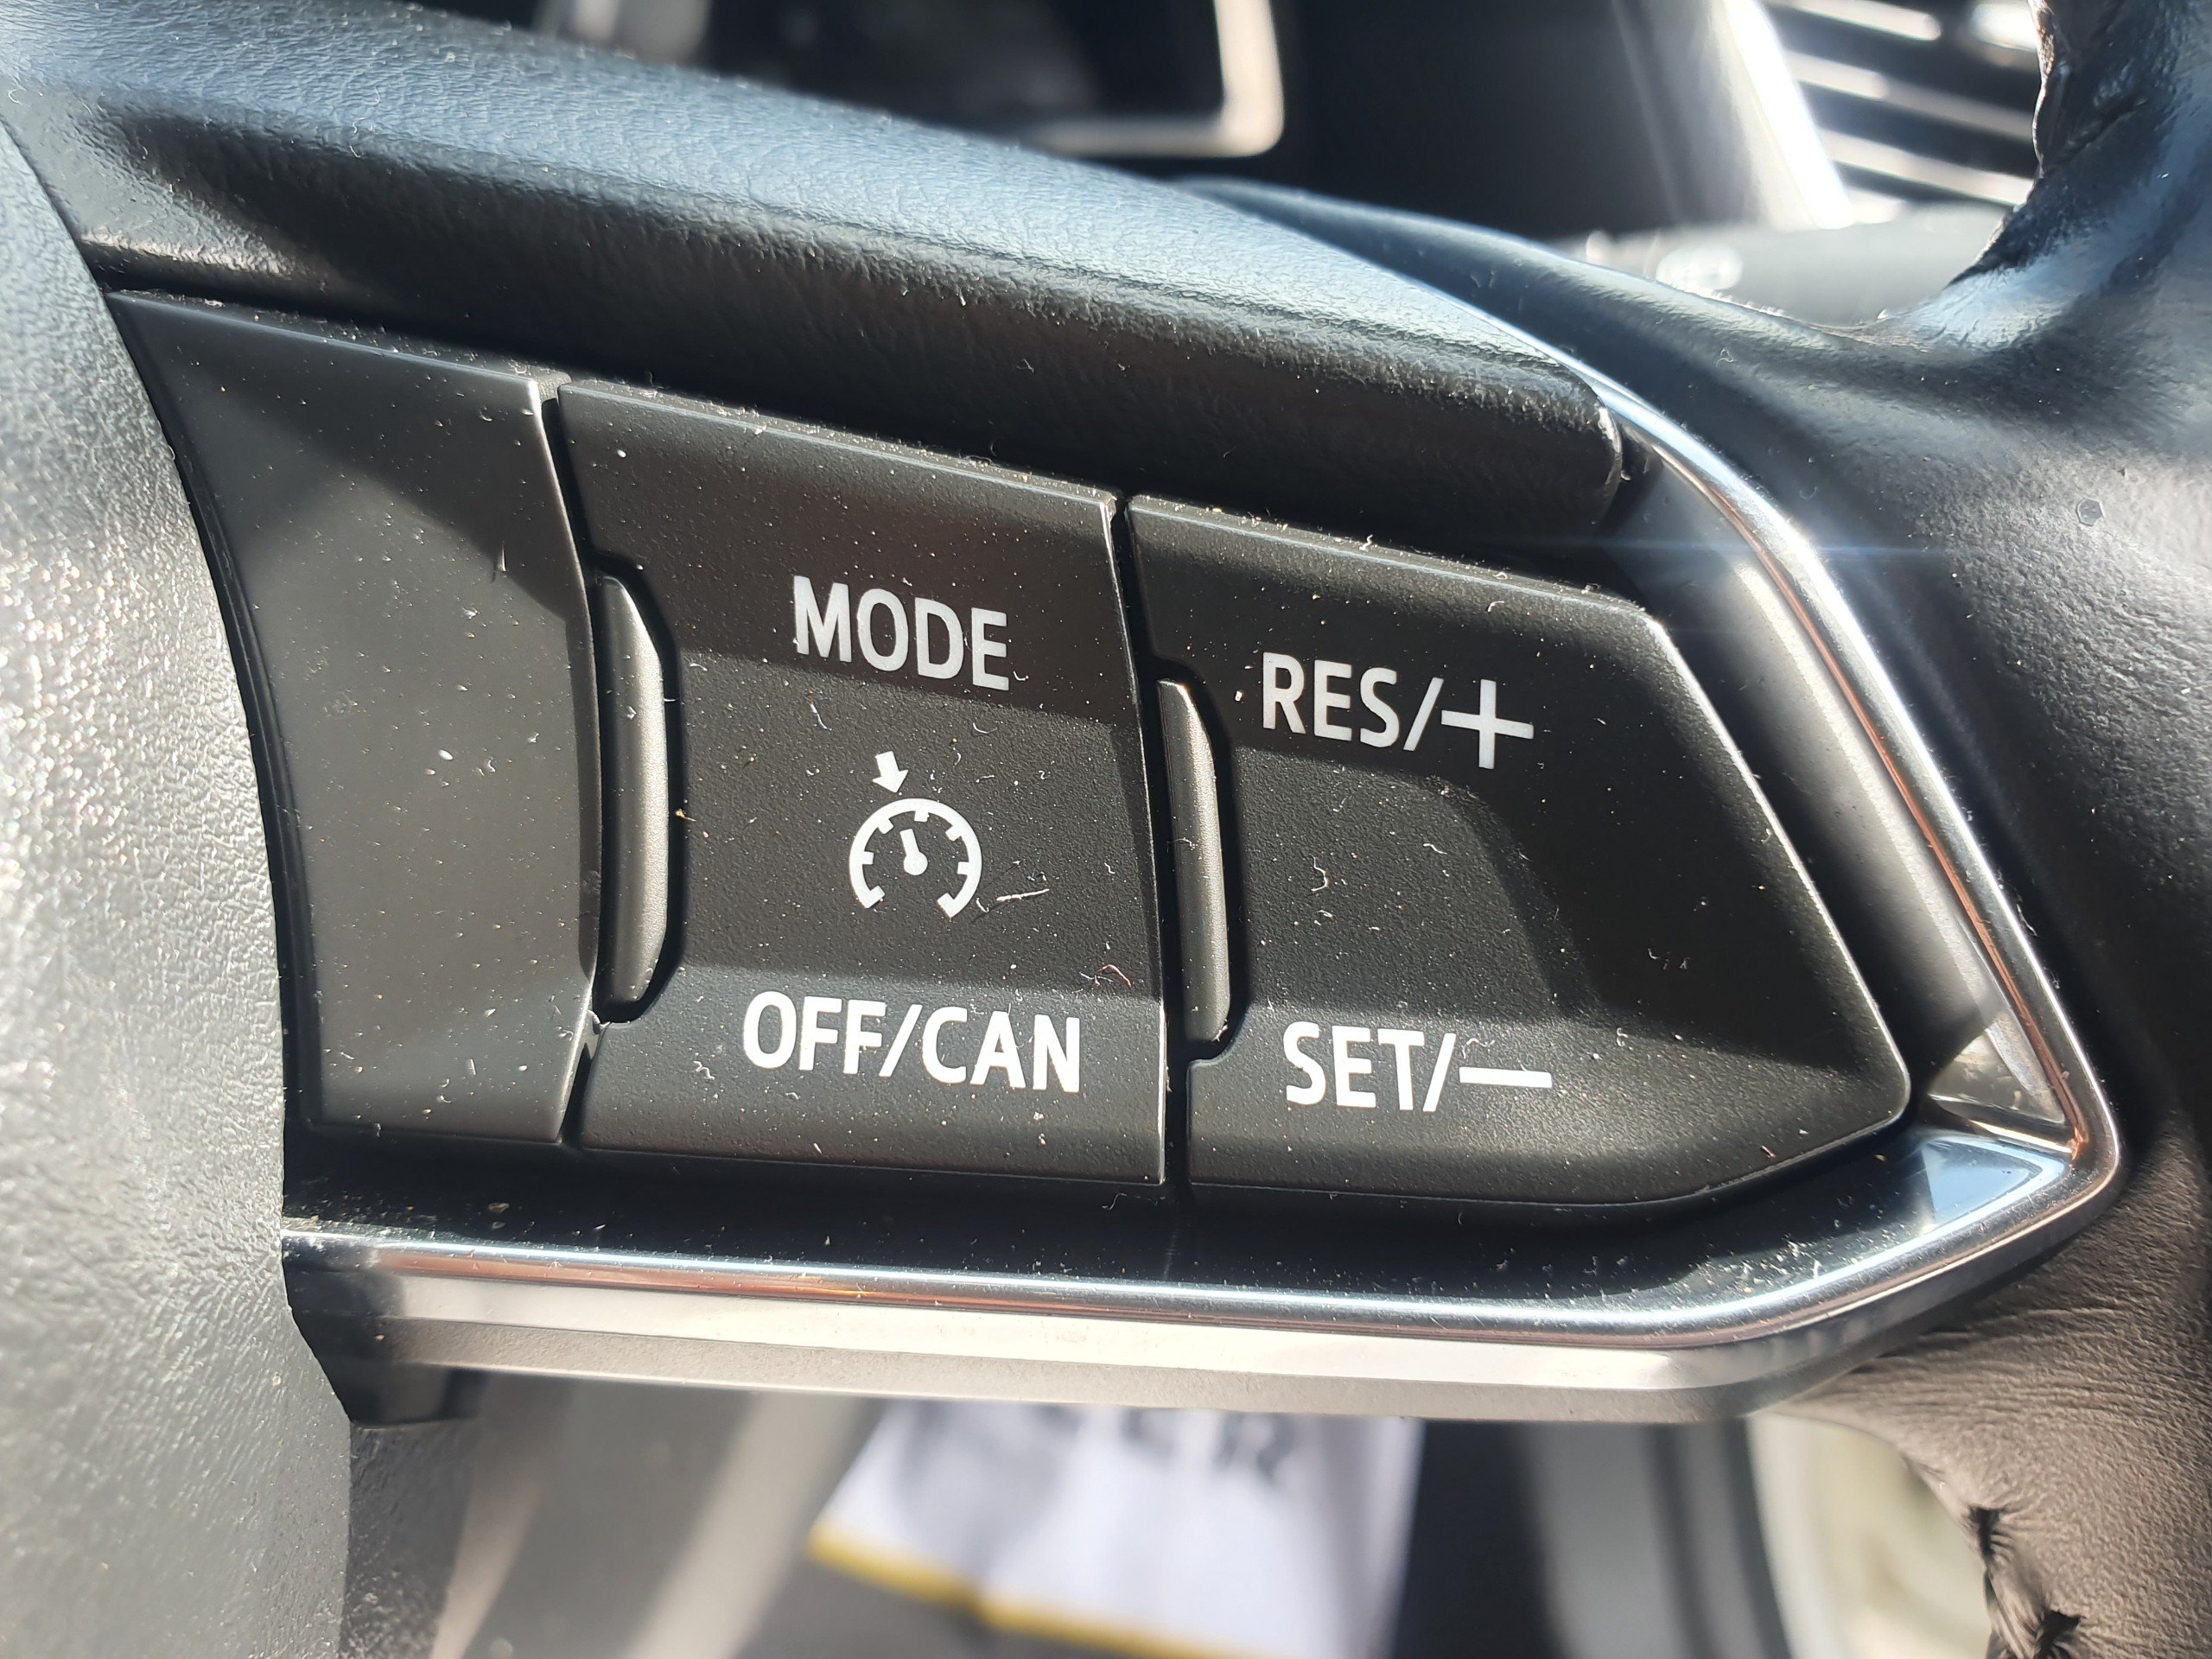 MODE
RES/+
OFF/CAN
SET/−